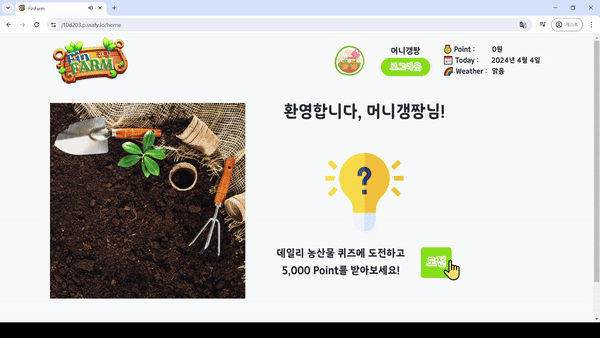 FinFarm
j10d203.p.ssafy.io/home
게스트
Fin
FARM
머니갱짱
로그아웃
Point : 0원
Today : 2024년 4월 4일
Weather : 맑음
환영합니다, 머니갱짱님!
?
데일리 농산물 퀴즈에 도전하고
5,000 Point를 받아보세요!
도전